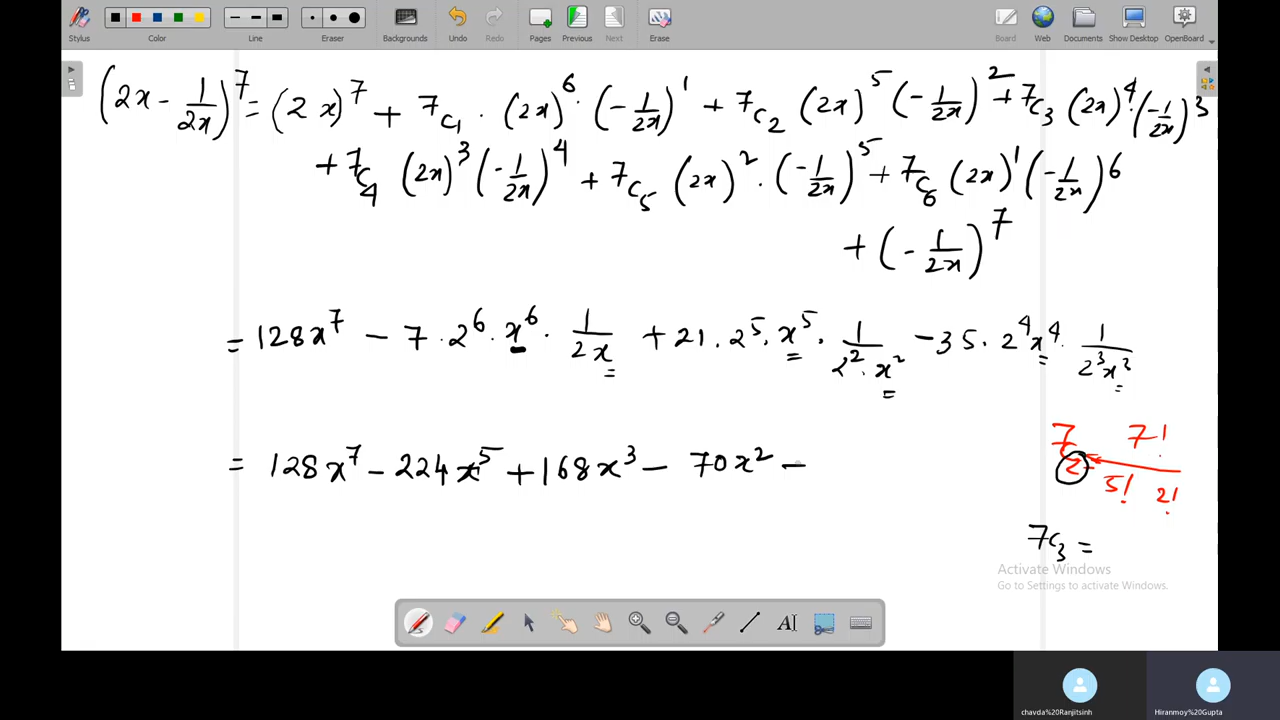 Stylus Color Line Eraser Backgrounds Undo Redo Pages Previous Next Erase Board Web Documents Show Desktop OpenBoard
(2x - 1/2x)^7 = (2x)^7 + 7C1 · (2x)^6 · (-1/2x)^1 + 7C2 (2x)^5 (-1/2x)^2 + 7C3 (2x)^4 (-1/2x)^3
+ 7C4 (2x)^3 (-1/2x)^4 + 7C5 (2x)^2 · (-1/2x)^5 + 7C6 (2x)^1 (-1/2x)^6
+ (-1/2x)^7
= 128x^7 - 7 · 2^6 · x^6 · 1/2x + 21 · 2^5 · x^5 · 1/2^2 · x^2 - 35 · 2^4 x^4 · 1/2^3 x^3
= 128x^7 - 224x^5 + 168x^3 - 70x^2 -
7C2 7!
5! 2!
7C3 =
Activate Windows
Go to Settings to activate Windows.
chavda%20Ranjitsinh
Hiranmoy%20Gupta